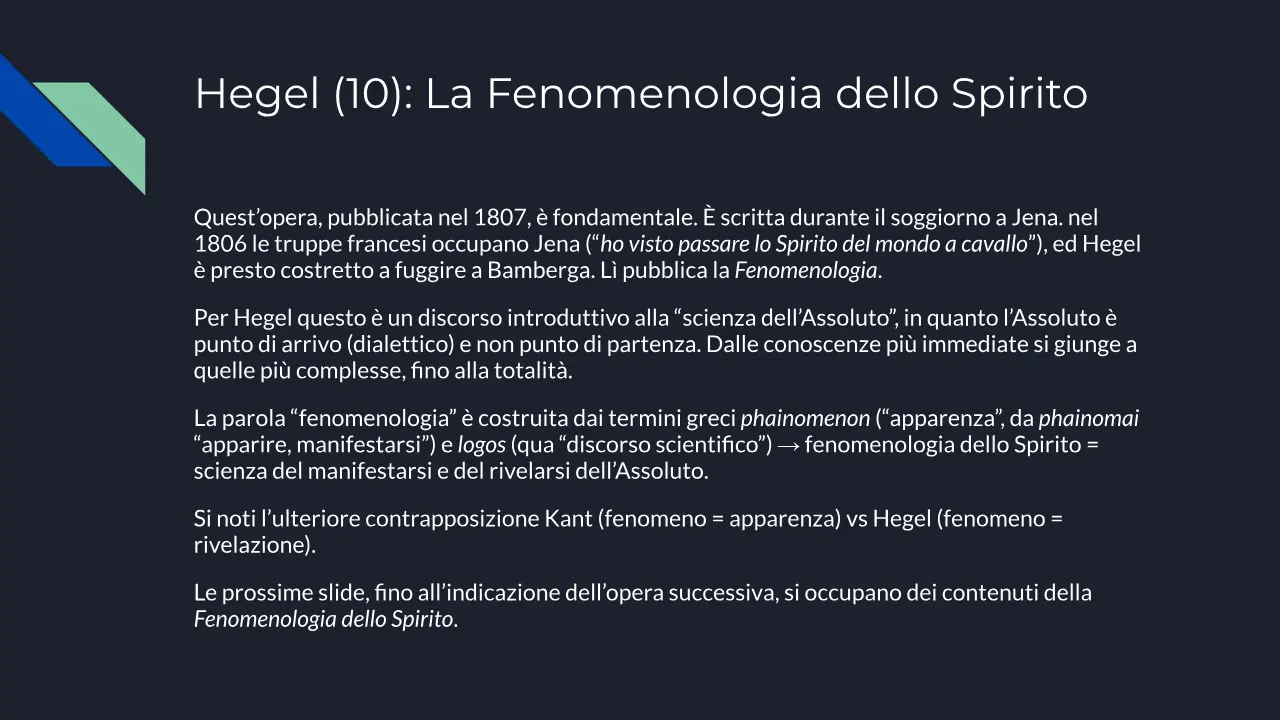 Hegel (10): La Fenomenologia dello Spirito
Quest’opera, pubblicata nel 1807, è fondamentale. È scritta durante il soggiorno a Jena. nel
1806 le truppe francesi occupano Jena (“ho visto passare lo Spirito del mondo a cavallo”), ed Hegel
è presto costretto a fuggire a Bamberga. Lì pubblica la Fenomenologia.
Per Hegel questo è un discorso introduttivo alla “scienza dell’Assoluto”, in quanto l’Assoluto è
punto di arrivo (dialettico) e non punto di partenza. Dalle conoscenze più immediate si giunge a
quelle più complesse, fino alla totalità.
La parola “fenomenologia” è costruita dai termini greci phainomenon (“apparenza”, da phainomai
“apparire, manifestarsi”) e logos (qua “discorso scientifico”) → fenomenologia dello Spirito =
scienza del manifestarsi e del rivelarsi dell’Assoluto.
Si noti l’ulteriore contrapposizione Kant (fenomeno = apparenza) vs Hegel (fenomeno =
rivelazione).
Le prossime slide, fino all’indicazione dell’opera successiva, si occupano dei contenuti della
Fenomenologia dello Spirito.